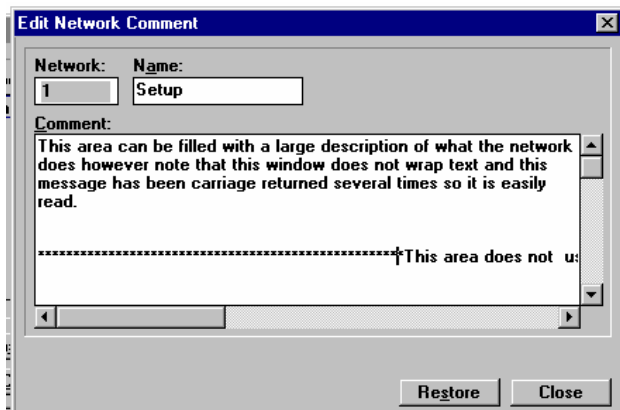 Edit Network Comment
Network: Name:
1 Setup
Comment:
This area can be filled with a large description of what the network
does however note that this window does not wrap text and this
message has been carriage returned several times so it is easily
read.
***************************************************This area does not us
Restore Close